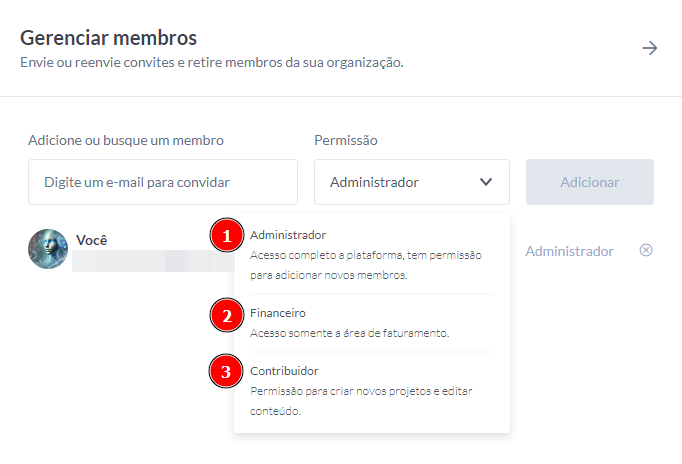 Gerenciar membros
Envie ou reenvie convites e retire membros da sua organização.
Adicione ou busque um membro
Permissão
Digite um e-mail para convidar
Administrador
Adicionar
Você
Administrador
1
Administrador
Acesso completo a plataforma, tem permissão
para adicionar novos membros.
2
Financeiro
Acesso somente a área de faturamento.
3
Contribuidor
Permissão para criar novos projetos e editar
conteúdo.